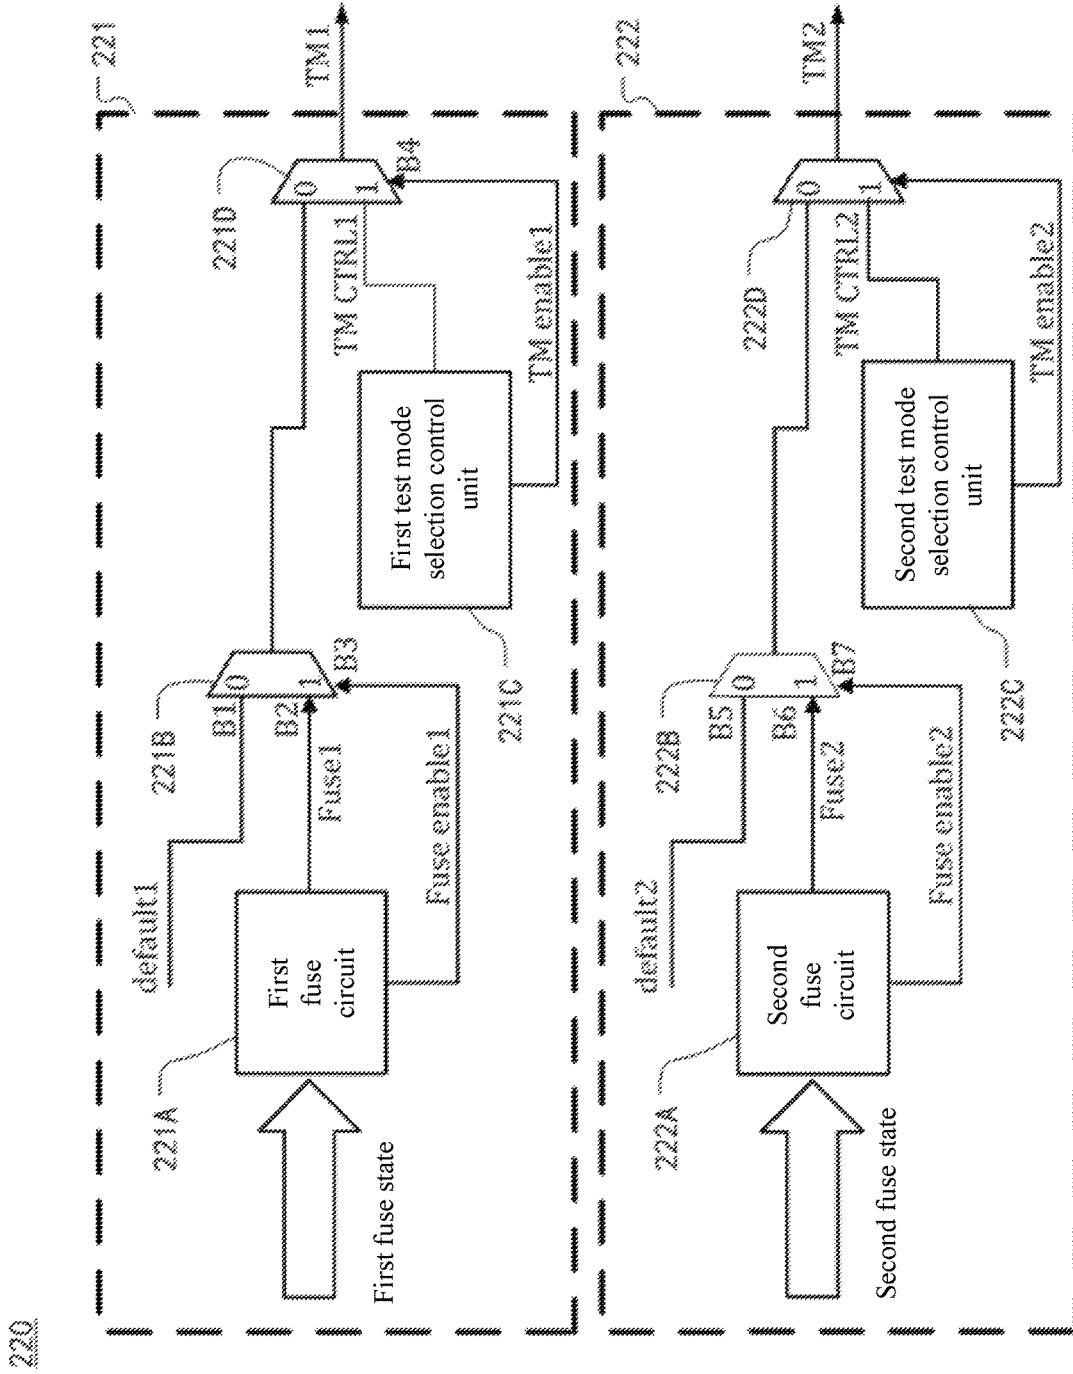 220
221
TM1
221D
0
1
B4
TM CTRL1
TM enable1
First test mode
selection control
unit
221C
221B
B1
0
B2
1
B3
default1
Fuse1
Fuse enable1
First
fuse
circuit
221A
First fuse state
222
TM2
222D
0
1
TM CTRL2
TM enable2
Second test mode
selection control
unit
222C
222B
B5
0
B6
1
B7
default2
Fuse2
Fuse enable2
Second
fuse
circuit
222A
Second fuse state